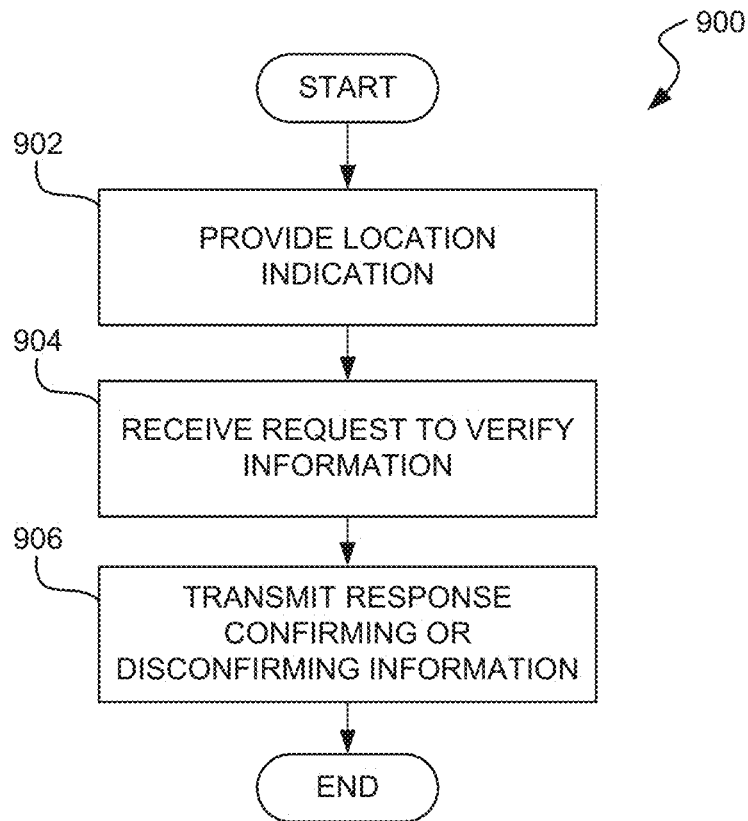 900
START
902
PROVIDE LOCATION
INDICATION
904
RECEIVE REQUEST TO VERIFY
INFORMATION
906
TRANSMIT RESPONSE
CONFIRMING OR
DISCONFIRMING INFORMATION
END